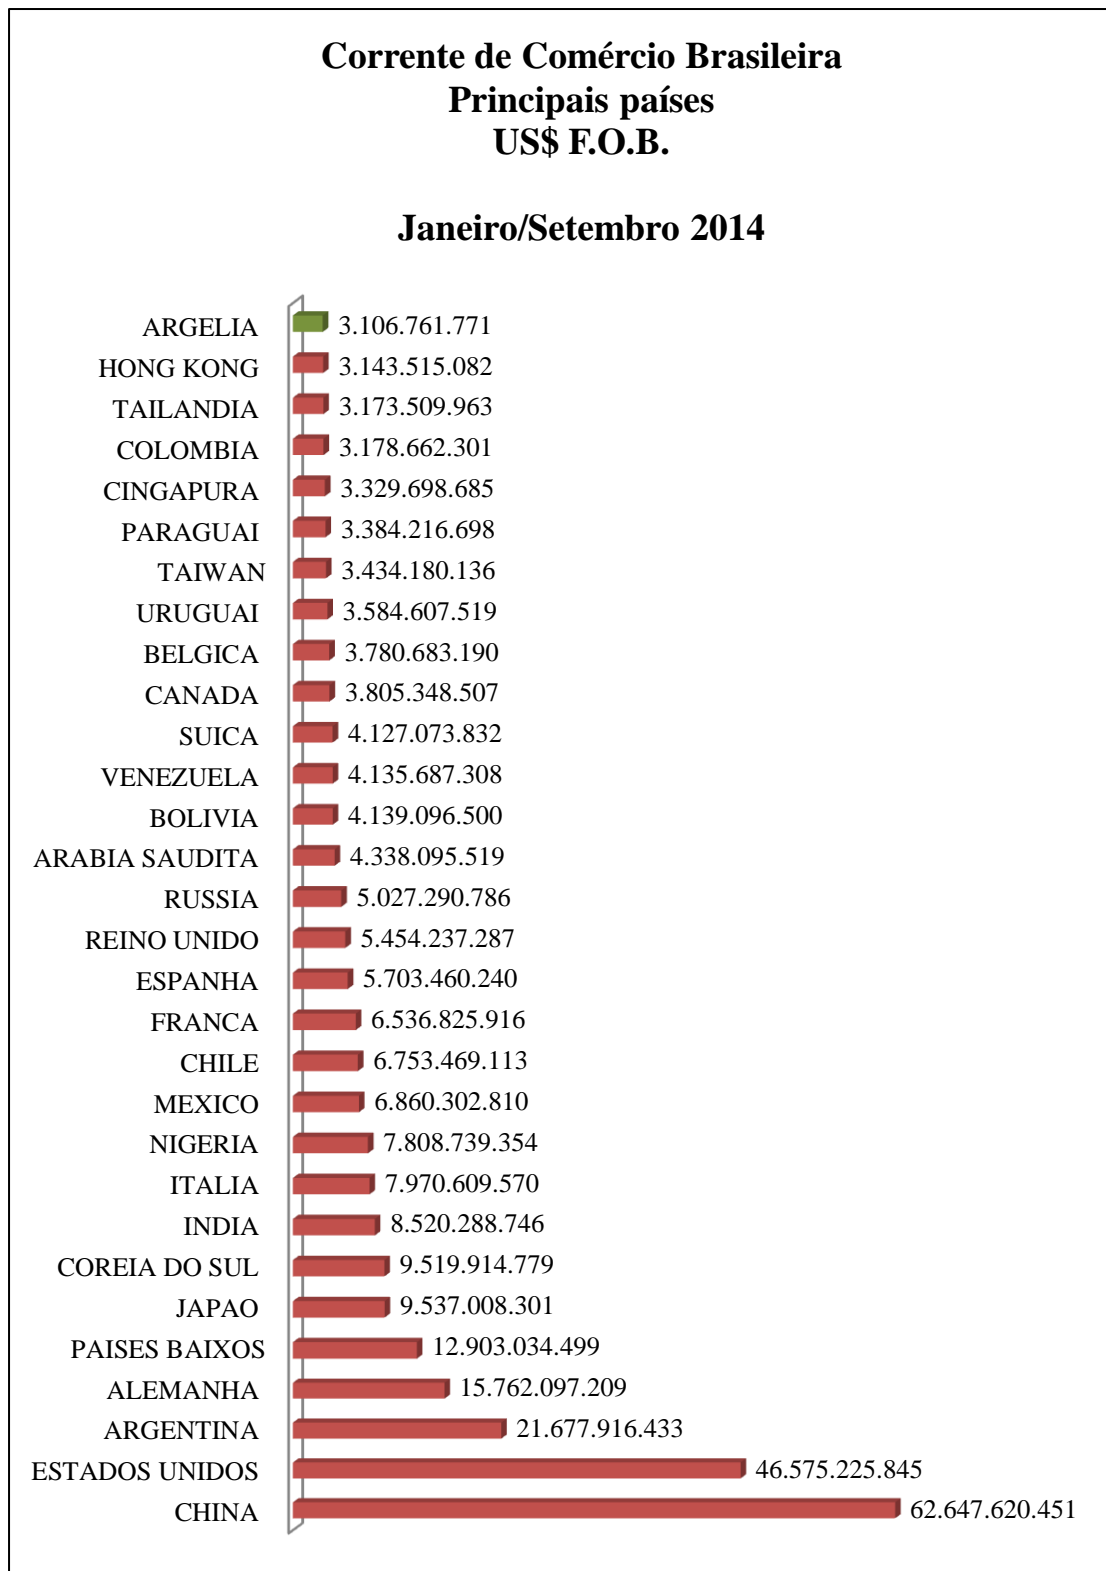 Corrente de Comércio Brasileira
Principais países
US$ F.O.B.
Janeiro/Setembro 2014
ARGELIA 3.106.761.771
HONG KONG 3.143.515.082
TAILANDIA 3.173.509.963
COLOMBIA 3.178.662.301
CINGAPURA 3.329.698.685
PARAGUAI 3.384.216.698
TAIWAN 3.434.180.136
URUGUAI 3.584.607.519
BELGICA 3.780.683.190
CANADA 3.805.348.507
SUICA 4.127.073.832
VENEZUELA 4.135.687.308
BOLIVIA 4.139.096.500
ARABIA SAUDITA 4.338.095.519
RUSSIA 5.027.290.786
REINO UNIDO 5.454.237.287
ESPANHA 5.703.460.240
FRANCA 6.536.825.916
CHILE 6.753.469.113
MEXICO 6.860.302.810
NIGERIA 7.808.739.354
ITALIA 7.970.609.570
INDIA 8.520.288.746
COREIA DO SUL 9.519.914.779
JAPAO 9.537.008.301
PAISES BAIXOS 12.903.034.499
ALEMANHA 15.762.097.209
ARGENTINA 21.677.916.433
ESTADOS UNIDOS 46.575.225.845
CHINA 62.647.620.451